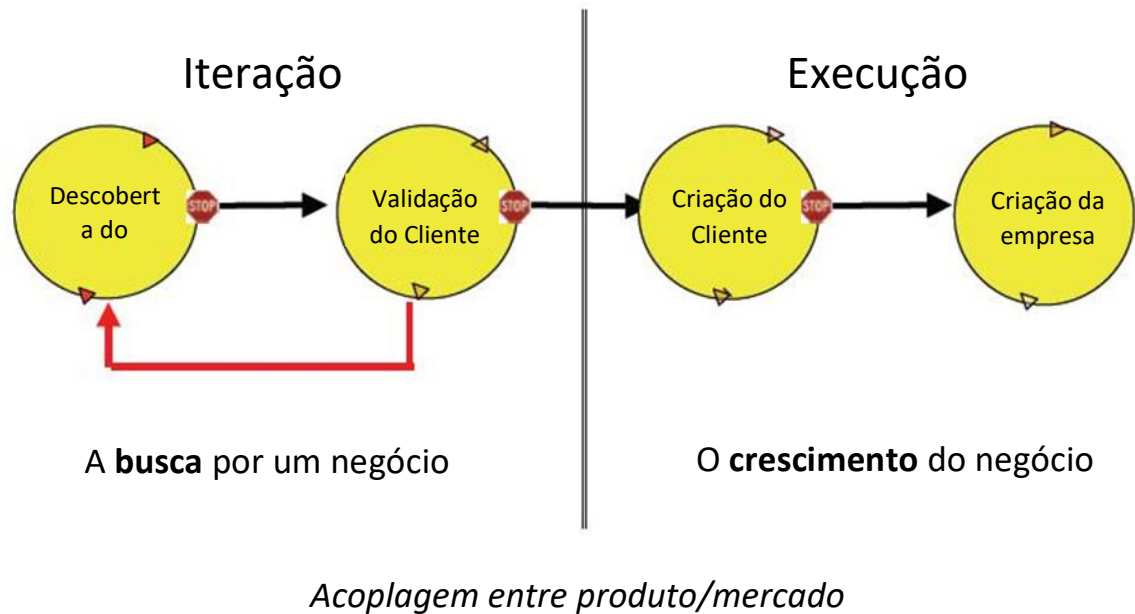 Iteração
Execução
Descobert
a do
STOP
Validação
do Cliente
STOP
Criação do
Cliente
STOP
Criação da
empresa
A busca por um negócio
O crescimento do negócio
Acoplagem entre produto/mercado